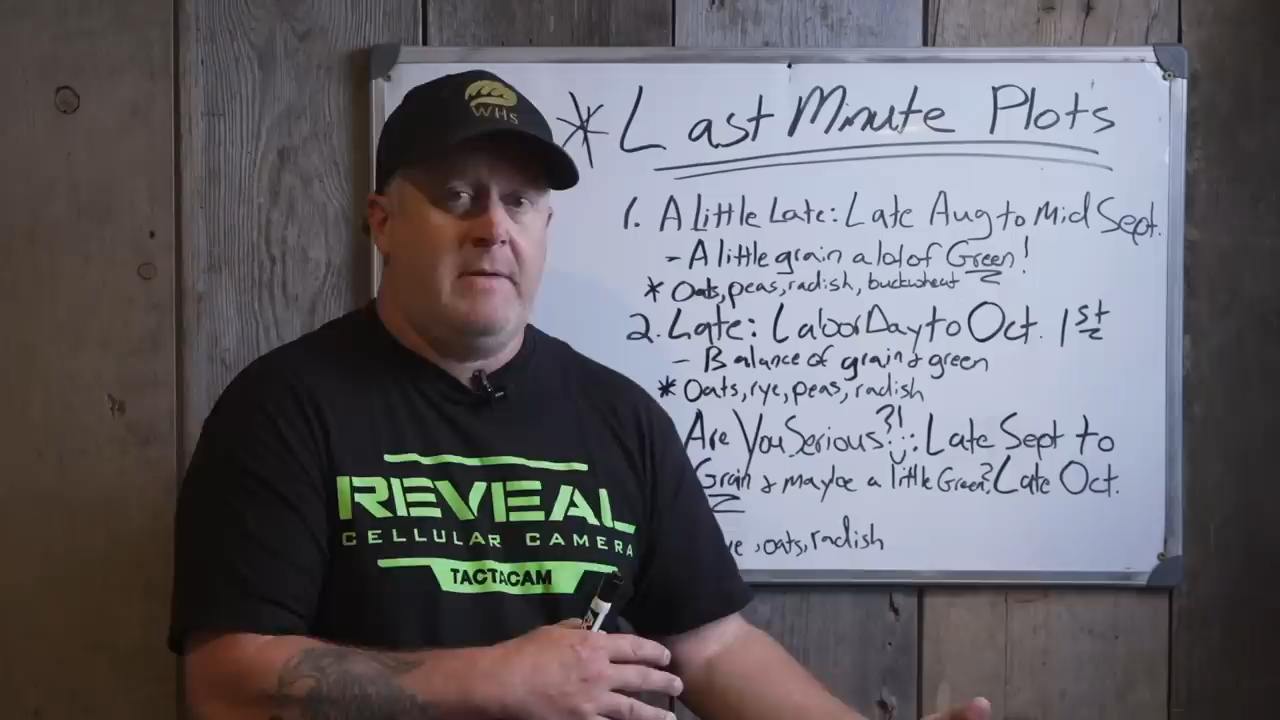 WHS
* Last Minute Plots
1. A Little Late: Late Aug to Mid Sept.
- A little grain a lot of Green!
* Oats, peas, radish, buckwheat
2. Late: Labor Day to Oct. 1st
- Balance of grain & green
* Oats, rye, peas, radish
Are You Serious?!: Late Sept to
Grain & maybe a little Green? Late Oct.
, oats, radish
REVEAL
CELLULAR CAMERA
TACTACAM